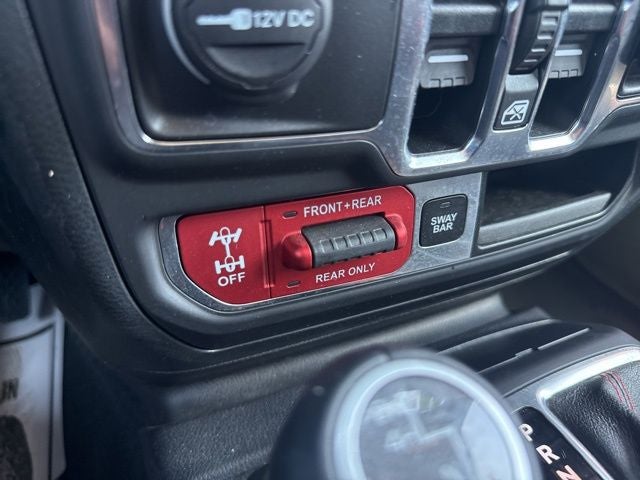 12V DC
FRONT+REAR
OFF
REAR ONLY
SWAY
BAR
P
R
N